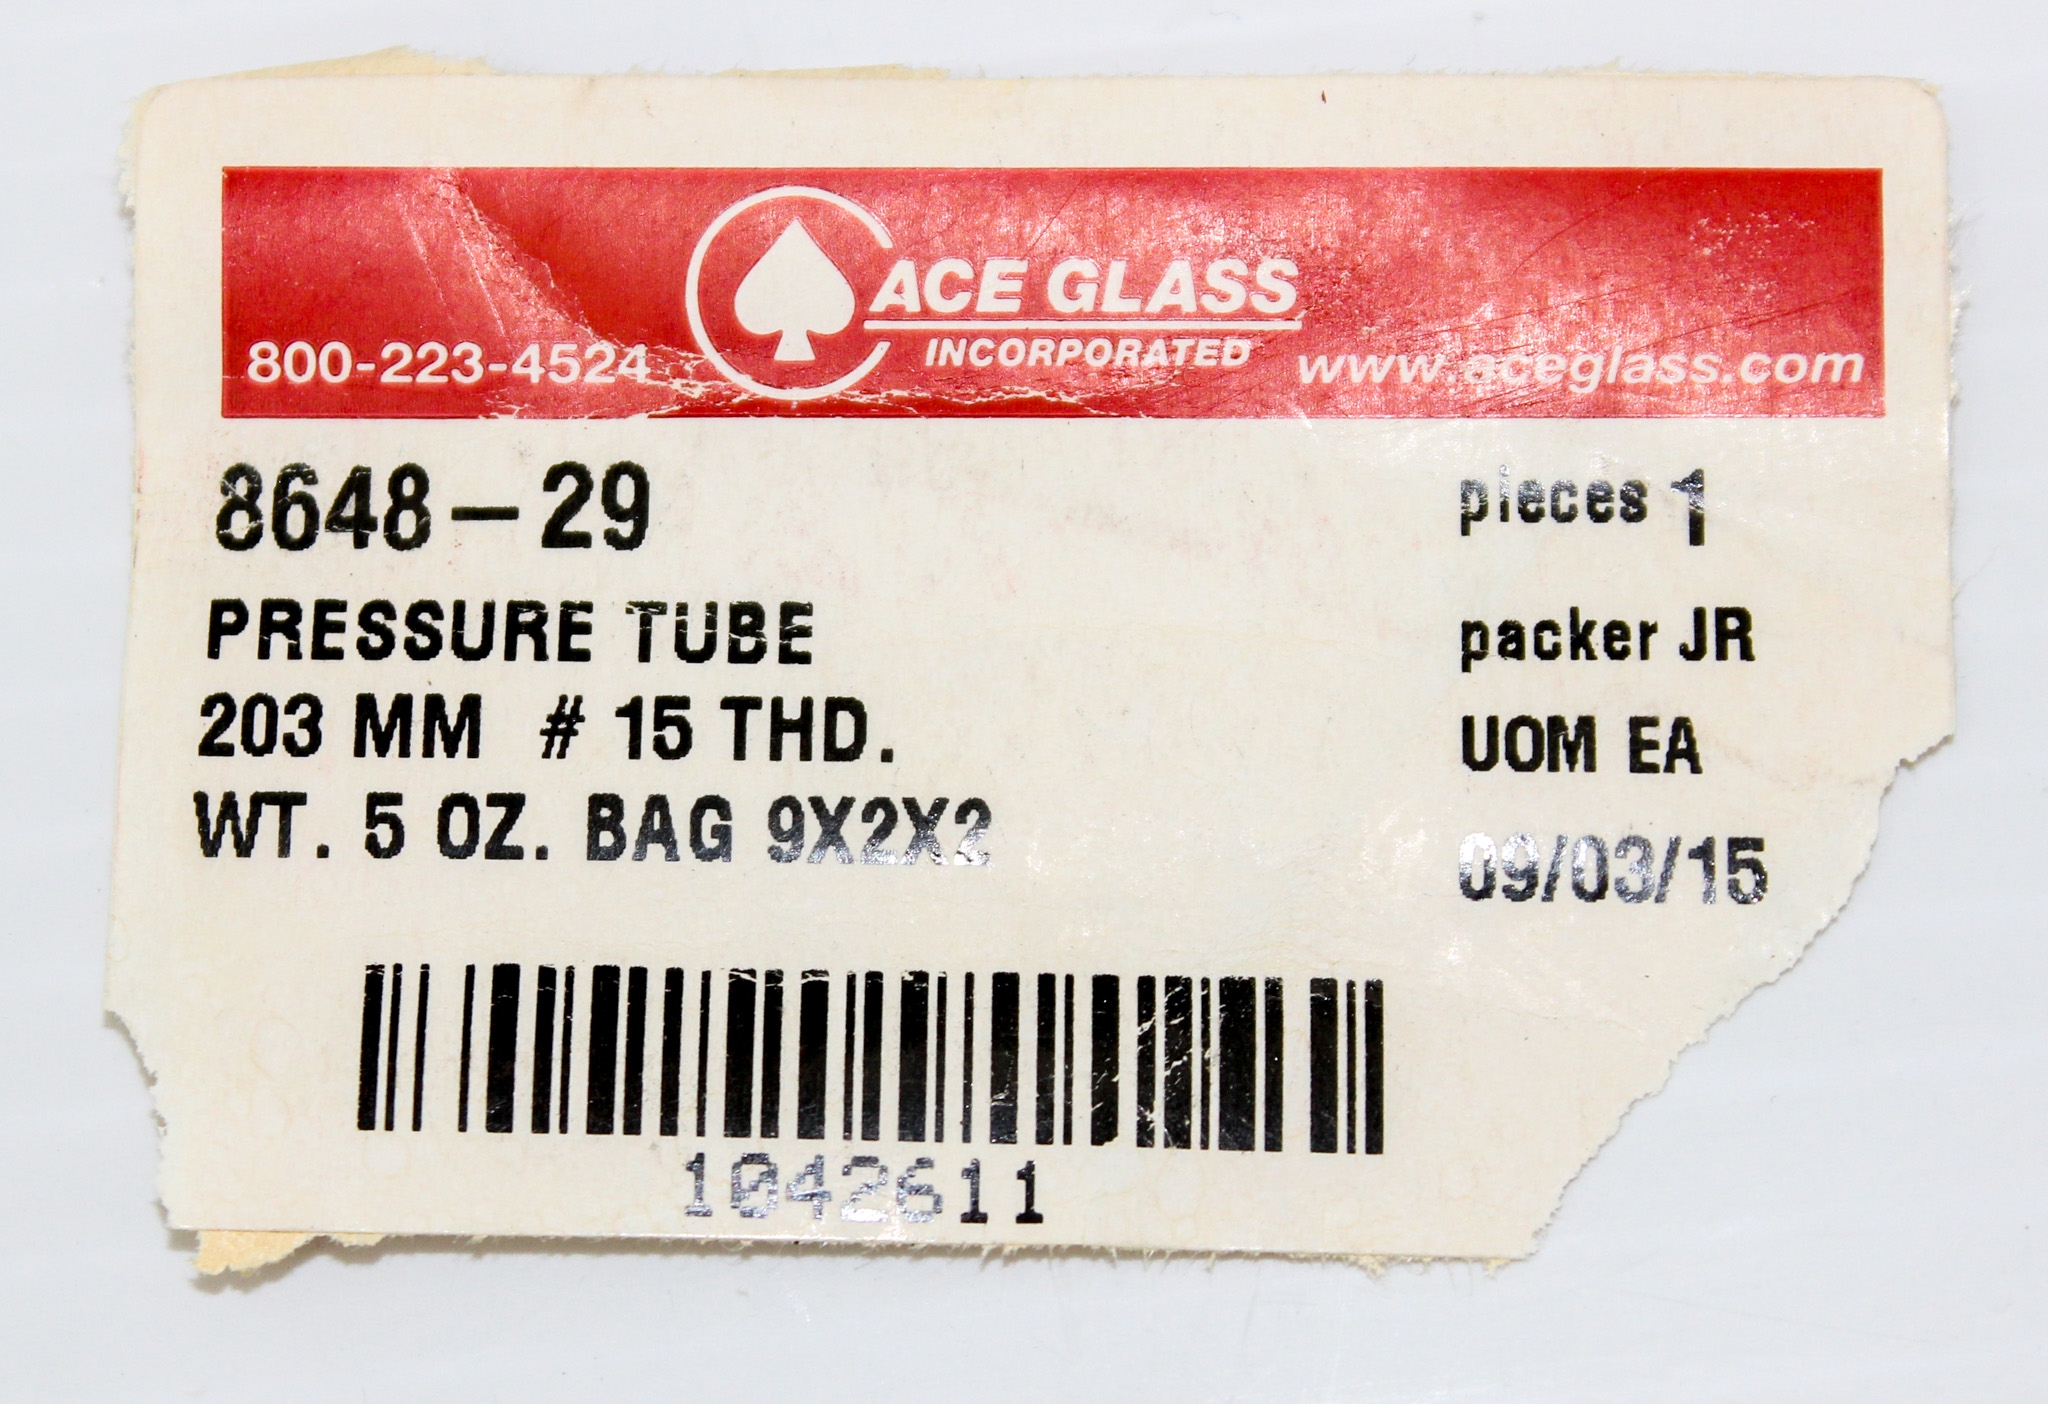 ACE GLASS
INCORPORATED
800-223-4524
www.aceglass.com
8648-29
pieces 1
PRESSURE TUBE
packer JR
203 MM # 15 THD.
UOM EA
WT. 5 OZ. BAG 9X2X2
09/03/15
1042611